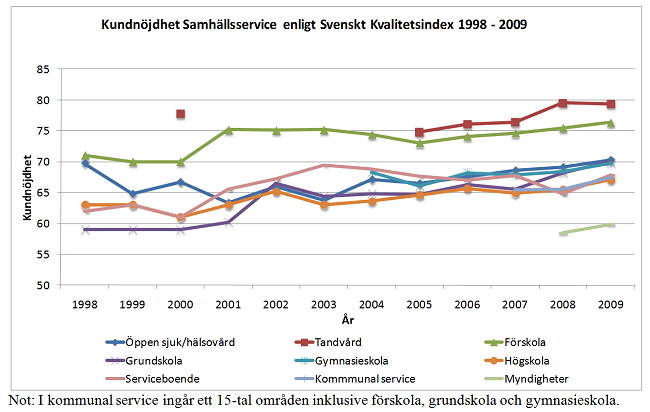 Kundnöjdhet Samhällsservice enligt Svenskt Kvalitetsindex 1998 - 2009
85
80
75
70
65
60
55
50
Kundnöjdhet
1998 1999 2000 2001 2002 2003 2004 2005 2006 2007 2008 2009
År
Öppen sjuk/hälsovård Tandvård Förskola
Grundskola Gymnasieskola Högskola
Serviceboende Kommmunal service Myndigheter
Not: I kommunal service ingår ett 15-tal områden inklusive förskola, grundskola och gymnasieskola.